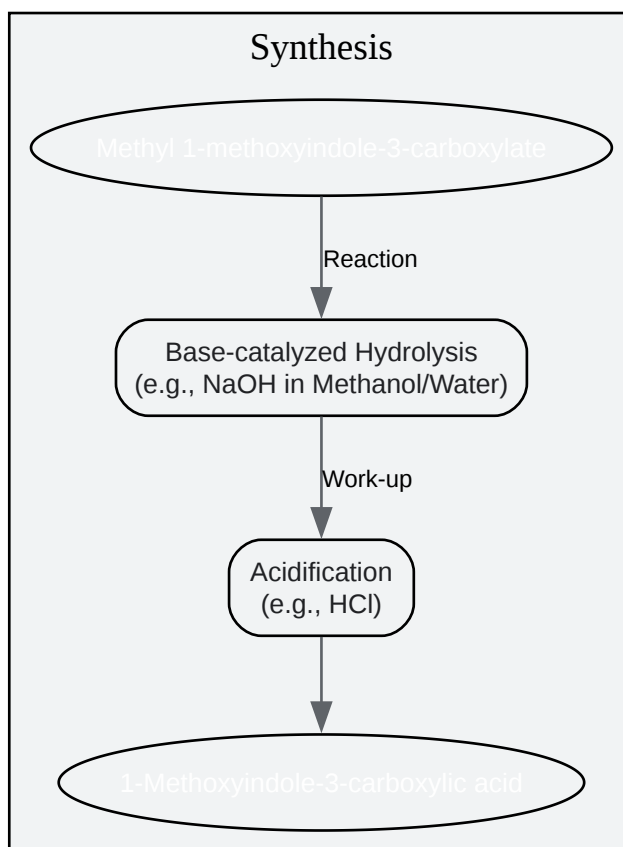 Synthesis
Methyl 1-methoxyindole-3-carboxylate
Reaction
Base-catalyzed Hydrolysis
(e.g., NaOH in Methanol/Water)
Work-up
Acidification
(e.g., HCl)
1-Methoxyindole-3-carboxylic acid